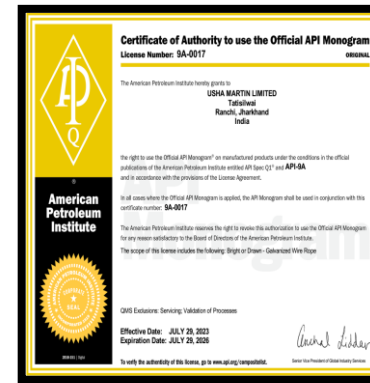 Certificate of Authority to use the Official API Monogram
License Number: 9A-0017
ORIGINAL
The American Petroleum Institute hereby grants to
USHA MARTIN LIMITED
Tatisilwai
Ranchi, Jharkhand
India
the right to use the Official API Monogram® on manufactured products under the conditions in the official
publications of the American Petroleum Institute entitled API Spec Q1® and API-9A
and in accordance with the provisions of the License Agreement.
In all cases where the Official API Monogram is applied, the API Monogram shall be used in conjunction with this
certificate number: 9A-0017
The American Petroleum Institute reserves the right to revoke this authorization to use the Official API Monogram
for any reason satisfactory to the Board of Directors of the American Petroleum Institute.
The scope of this license includes the following: Bright or Drawn - Galvanized Wire Rope
QMS Exclusions: Servicing; Validation of Processes
Effective Date: JULY 29, 2023
Expiration Date: JULY 29, 2026
To verify the authenticity of this license, go to www.api.org/compositelist.
Senior Vice President of Global Industry Services
API
Q
®
American
Petroleum
Institute
SEAL
API
Monogram